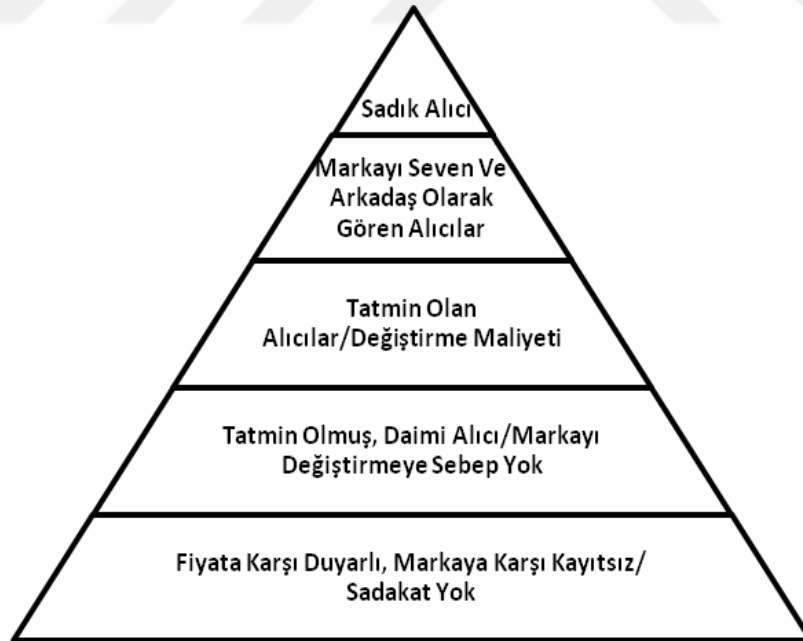 Sadık Alıcı
Markayı Seven Ve
Arkadaş Olarak
Gören Alıcılar
Tatmin Olan
Alıcılar/Değiştirme Maliyeti
Tatmin Olmuş, Daimi Alıcı/Markayı
Değiştirmeye Sebep Yok
Fiyata Karşı Duyarlı, Markaya Karşı Kayıtsız/
Sadakat Yok